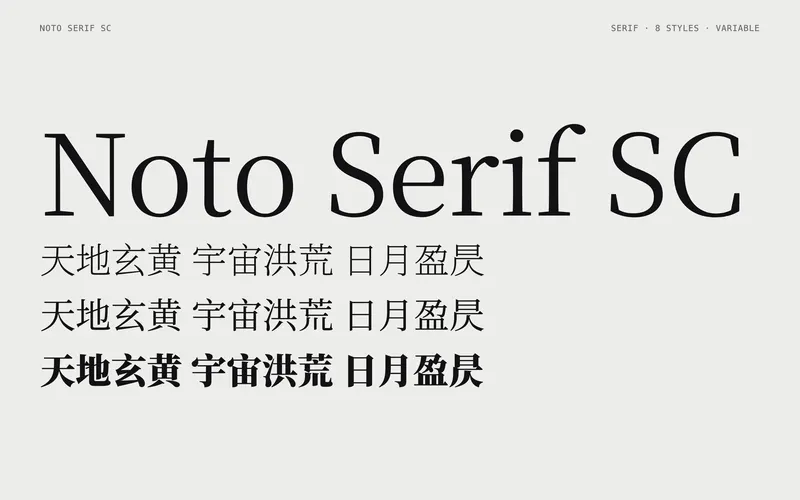 NOTO SERIF SC
SERIF · 8 STYLES · VARIABLE
Noto Serif SC
天地玄黄 宇宙洪荒 日月盈昃
天地玄黄 宇宙洪荒 日月盈昃
天地玄黄 宇宙洪荒 日月盈昃